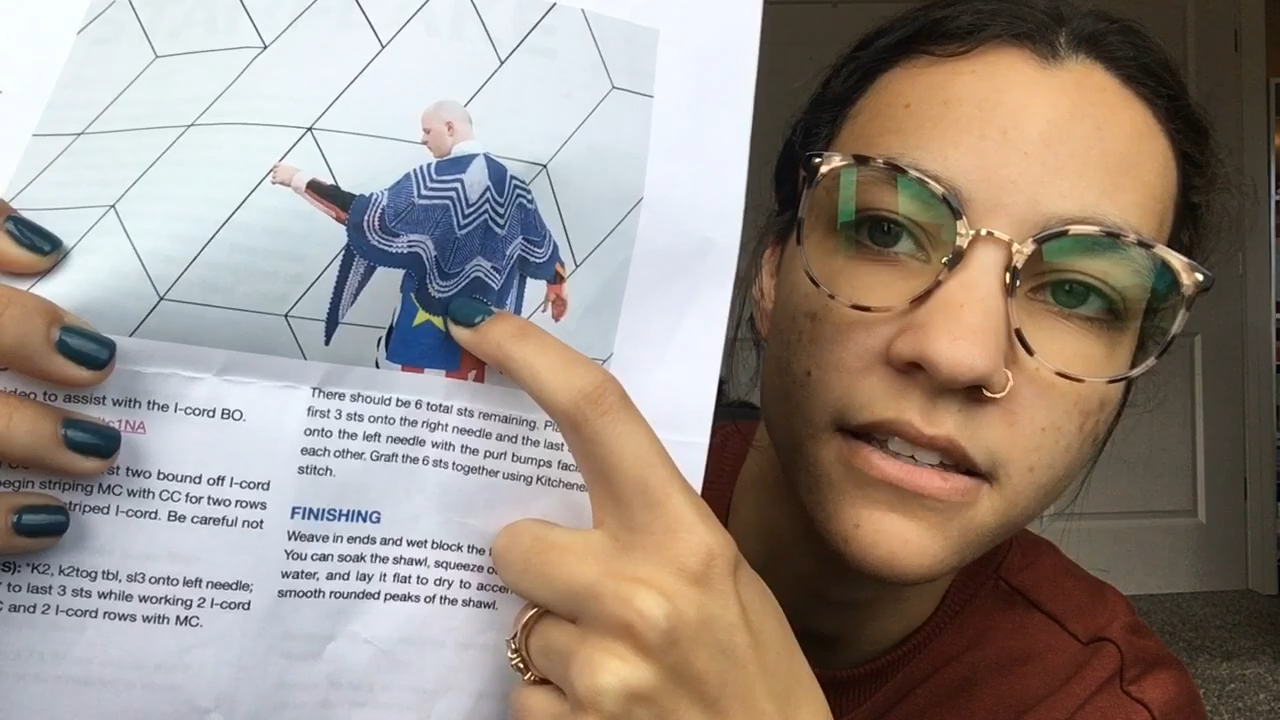 ideo to assist with the I-cord BO.
c1NA
st two bound off I-cord
egin striping MC with CC for two rows
triped I-cord. Be careful not
S): *K2, k2tog tbl, sl3 onto left needle;
to last 3 sts while working 2 I-cord
and 2 I-cord rows with MC.
There should be 6 total sts remaining.
first 3 sts onto the right needle and the last
onto the left needle with the purl bumps
each other. Graft the 6 sts together using Kitchene
stitch.
FINISHING
Weave in ends and wet block the
You can soak the shawl, squeeze
water, and lay it flat to dry to
smooth rounded peaks of the shawl.